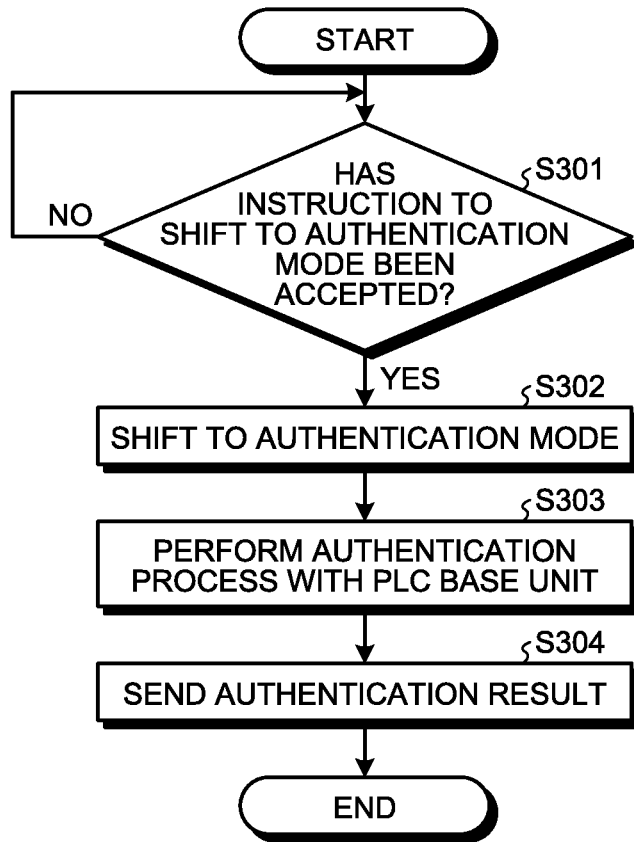 START
HAS
INSTRUCTION TO
SHIFT TO AUTHENTICATION
MODE BEEN
ACCEPTED?
S301
NO
YES
S302
SHIFT TO AUTHENTICATION MODE
S303
PERFORM AUTHENTICATION
PROCESS WITH PLC BASE UNIT
S304
SEND AUTHENTICATION RESULT
END